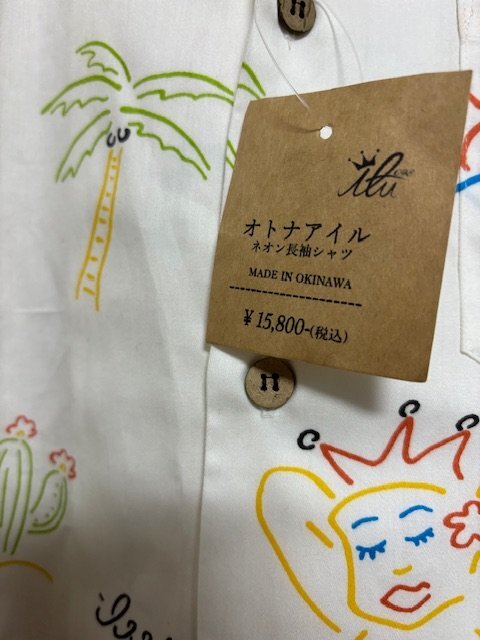 ilu
オトナアイル
ネオン長袖シャツ
MADE IN OKINAWA
¥15,800-(税込)